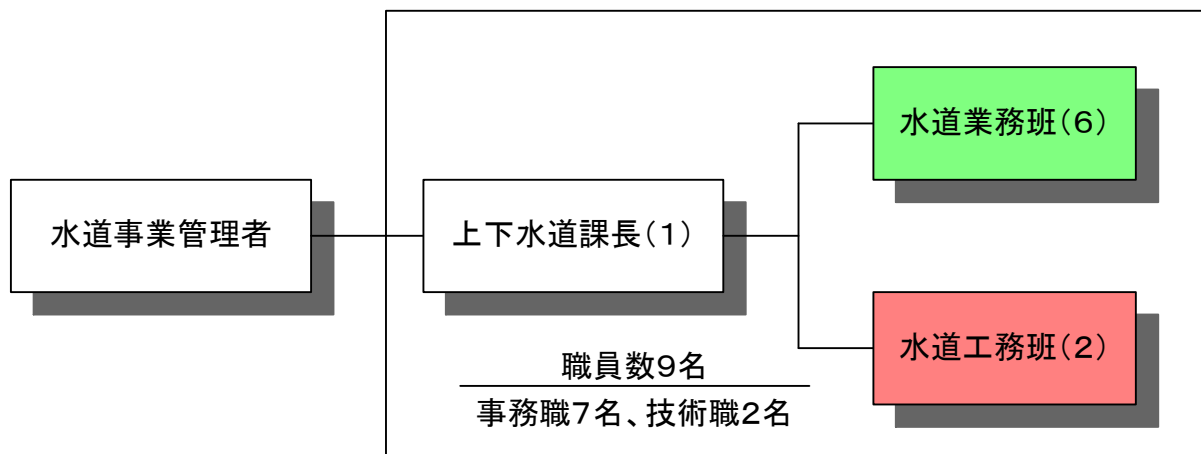 水道業務班(６)
水道事業管理者
上下水道課長(１)
水道工務班(２)
職員数９名
事務職７名、技術職２名